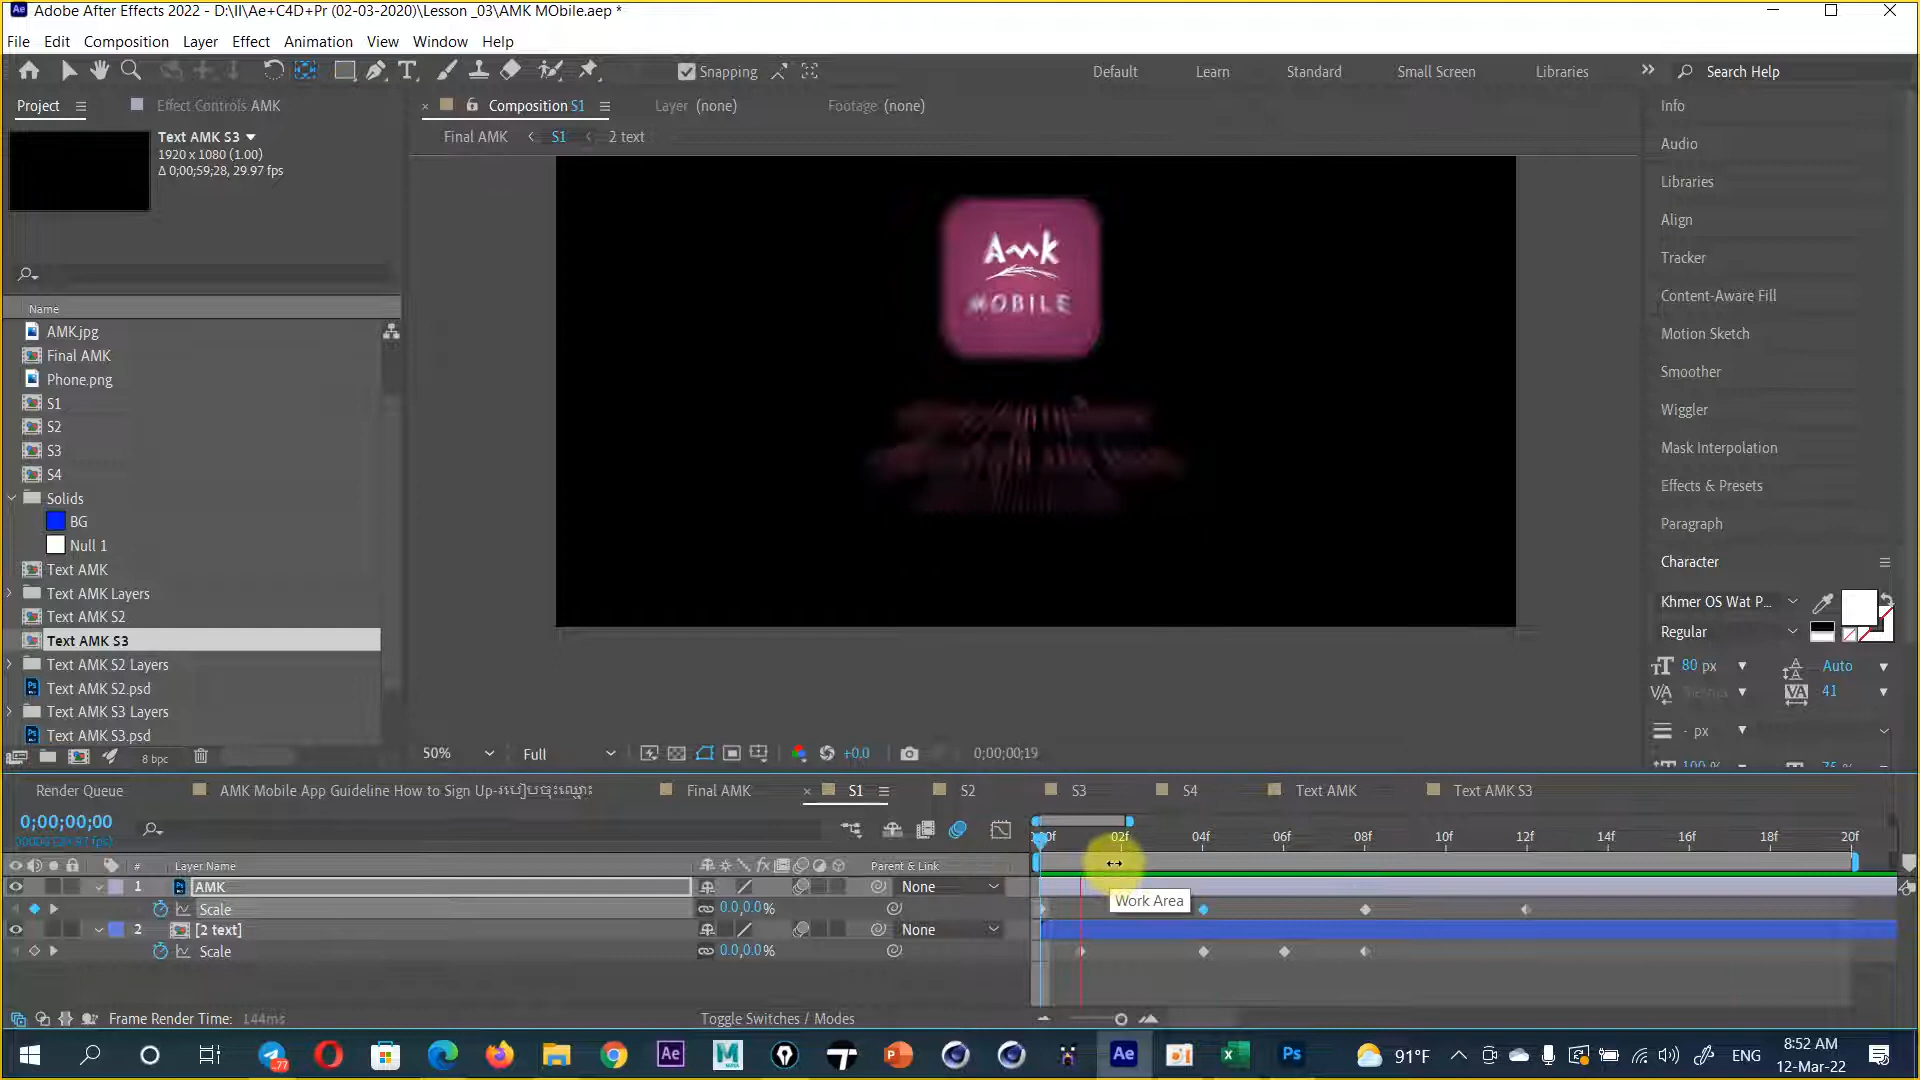 Adobe After Effects 2022 - D:\II\Ae+C4D+Pr (02-03-2020)\Lesson _03\AMK MObile.aep *
File Edit Composition Layer Effect Animation View Window Help
Snapping Default Learn Standard Small Screen Libraries Search Help
Project Effect Controls AMK Composition S1 Layer (none) Footage (none) Info
Text AMK S3 Final AMK S1 2 text
1920 x 1080 (1.00)
Δ 0;00;59;28, 29.97 fps
Audio
Libraries
Align
Tracker
Content-Aware Fill
Motion Sketch
Smoother
Wiggler
Mask Interpolation
Effects & Presets
Paragraph
Character
Khmer OS Wat P...
Regular
80 px Auto
41
- px
Amk
MOBILE
Name
AMK.jpg
Final AMK
Phone.png
S1
S2
S3
S4
Solids
BG
Null 1
Text AMK
Text AMK Layers
Text AMK S2
Text AMK S3
Text AMK S2 Layers
Text AMK S2.psd
Text AMK S3 Layers
Text AMK S3.psd
8 bpc 50% Full +0.0 0;00;00;19
Render Queue AMK Mobile App Guideline How to Sign Up-របៀបចុះឈ្មោះ Final AMK S1 S2 S3 S4 Text AMK Text AMK S3
0;00;00;00 02f 04f 06f 08f 10f 12f 14f 16f 18f 20f
# Layer Name fx Parent & Link
1 AMK None
Scale 0.0,0.0% Work Area
2 [2 text] None
Scale 0.0,0.0%
Frame Render Time: 144ms Toggle Switches / Modes
91°F ENG 8:52 AM
12-Mar-22